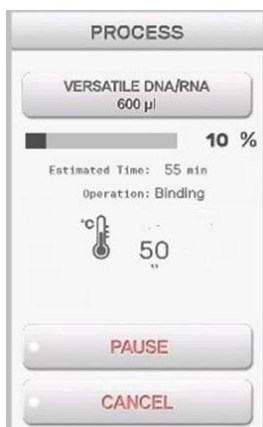 PROCESS
VERSATILE DNA/RNA
600 µl
10 %
Estimated Time: 55 min
Operation: Binding
°C
50
PAUSE
CANCEL